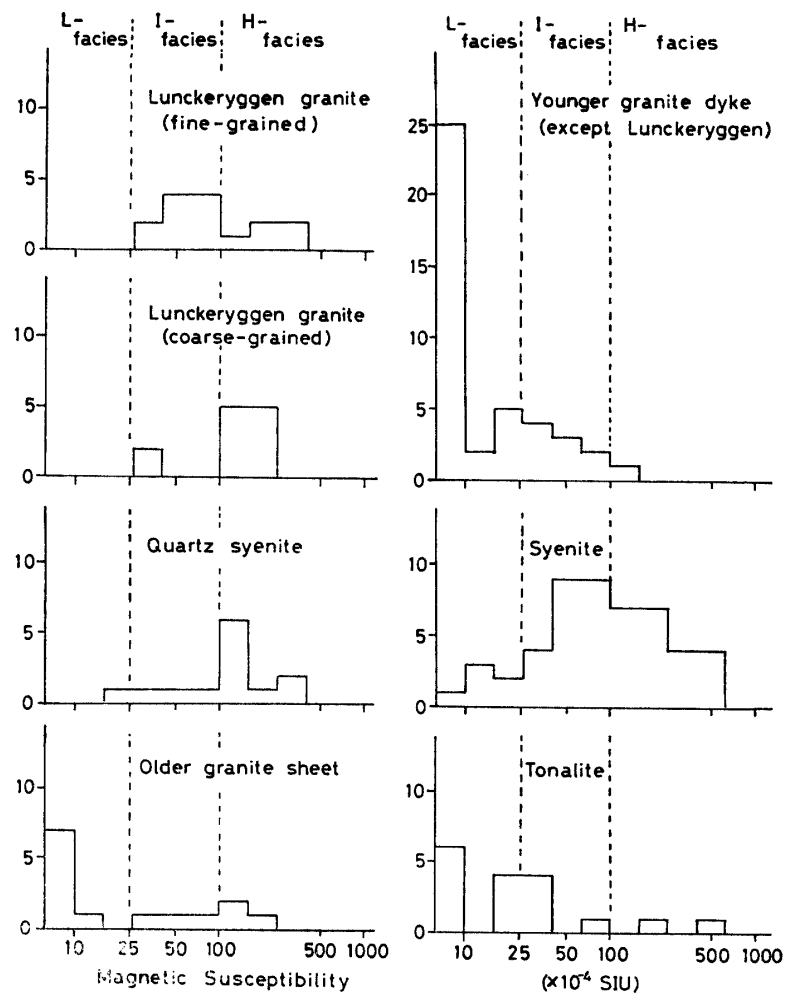 L-
facies
I-
facies
H-
facies
Lunckeryggen granite
(fine-grained)
10
5
0
Lunckeryggen granite
(coarse-grained)
10
5
0
Quartz syenite
10
5
0
Older granite sheet
10
5
0
10 25 50 100 500 1000
Magnetic Susceptibility
L-
facies
I-
facies
H-
facies
Younger granite dyke
(except Lunckeryggen)
25
20
15
10
5
0
Syenite
10
5
0
Tonalite
10
5
0
10 25 50 100 500 1000
(×10⁻⁴ SIU)